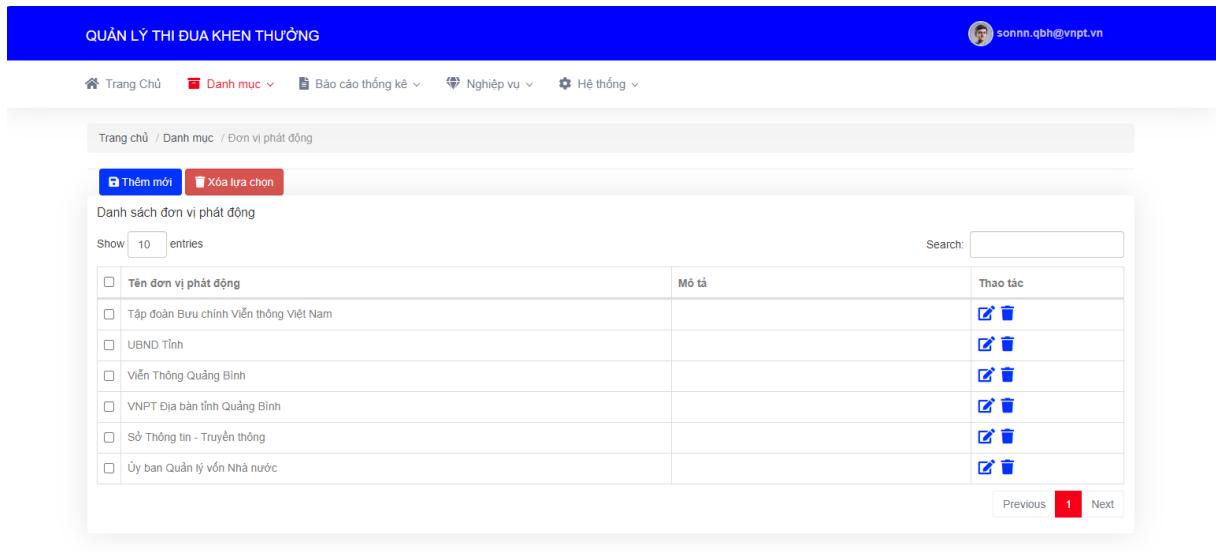 QUẢN LÝ THI ĐUA KHEN THƯỞNG sonnn.qbh@vnpt.vn
Trang Chủ Danh mục Báo cáo thống kê Nghiệp vụ Hệ thống
Trang chủ / Danh mục / Đơn vị phát động
Thêm mới Xóa lựa chọn
Danh sách đơn vị phát động
Show 10 entries Search:
Tên đơn vị phát động Mô tả Thao tác
Tập đoàn Bưu chính Viễn thông Việt Nam
UBND Tỉnh
Viễn Thông Quảng Bình
VNPT Địa bàn tỉnh Quảng Bình
Sở Thông tin - Truyền thông
Ủy ban Quản lý vốn Nhà nước
Previous 1 Next